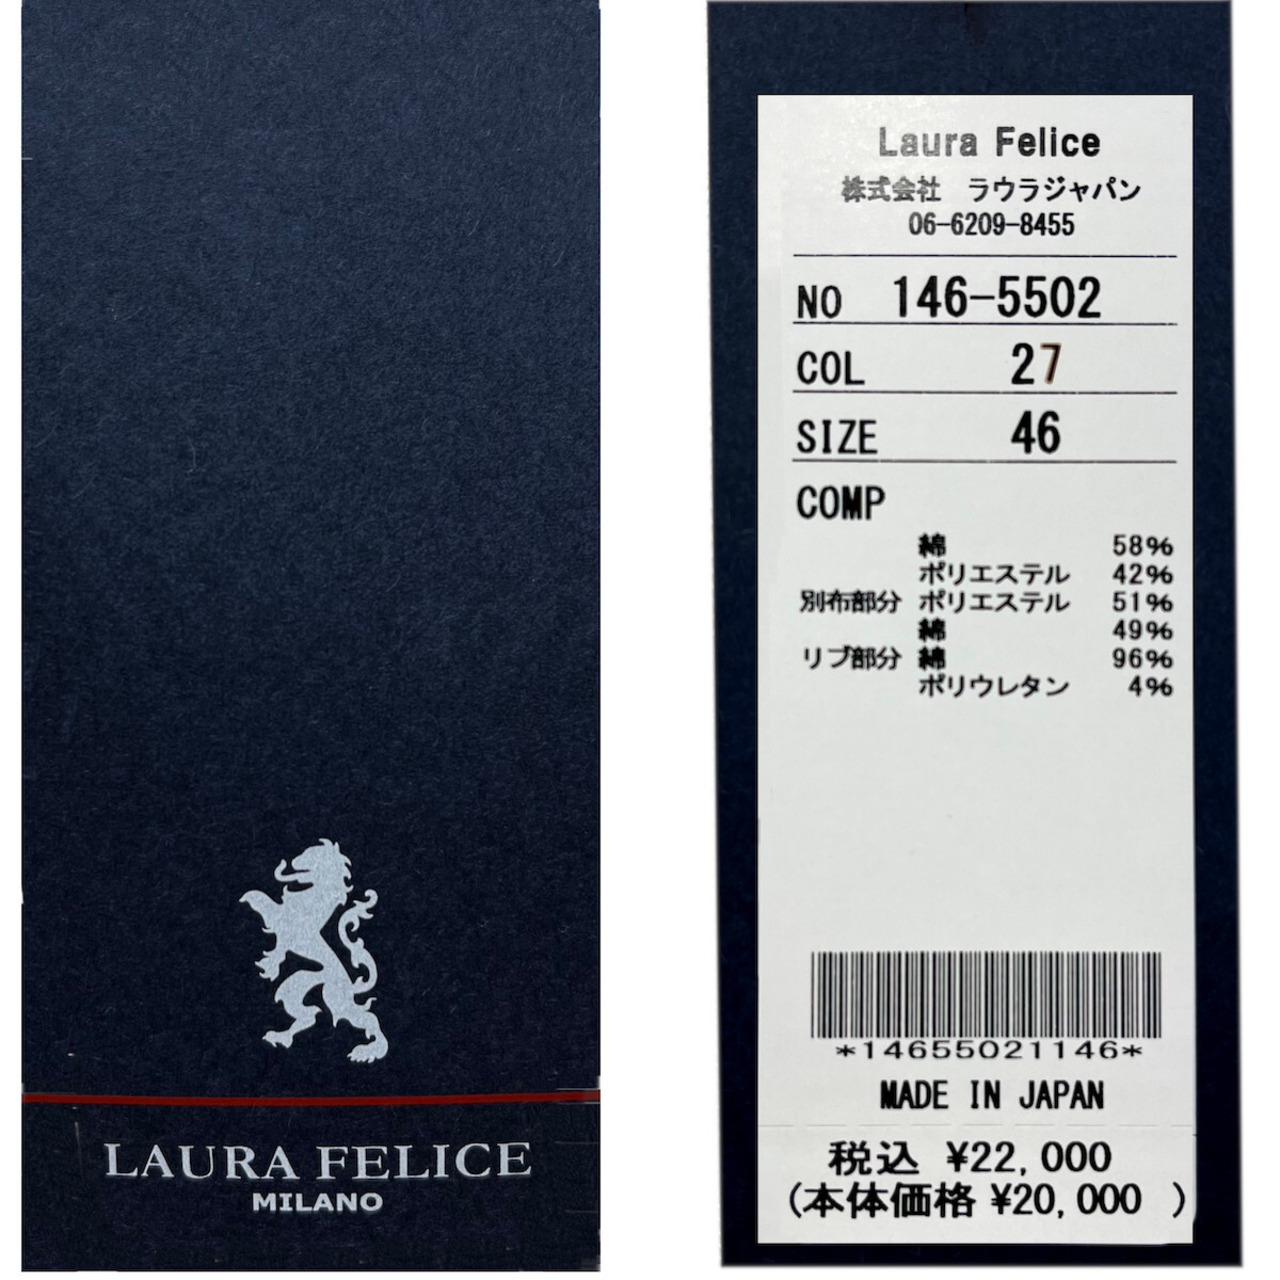 LAURA FELICE
MILANO
Laura Felice
株式会社 ラウラジャパン
06-6209-8455
NO 146-5502
COL 27
SIZE 46
COMP
綿 58%
ポリエステル 42%
別布部分 ポリエステル 51%
綿 49%
リブ部分 綿 96%
ポリウレタン 4%
*14655021146*
MADE IN JAPAN
税込 ¥22,000
(本体価格 ¥20,000 )